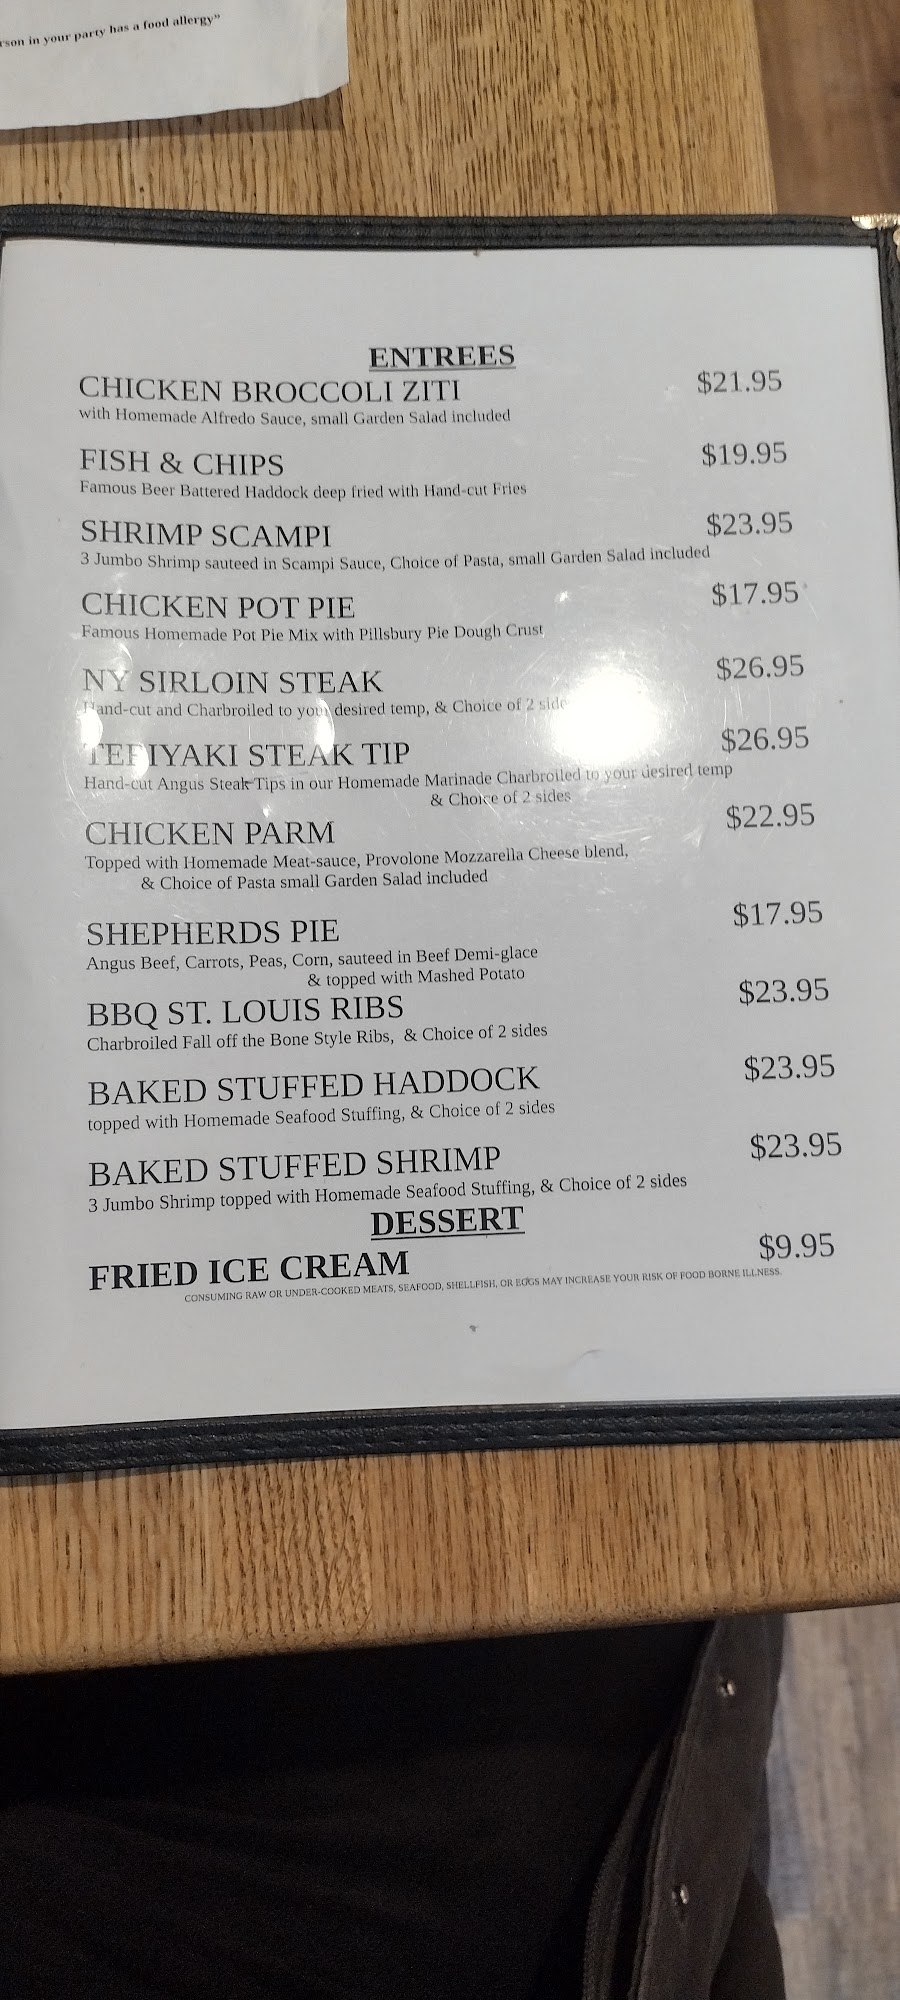 rson in your party has a food allergy"
ENTREES
CHICKEN BROCCOLI ZITI $21.95
with Homemade Alfredo Sauce, small Garden Salad included
FISH & CHIPS $19.95
Famous Beer Battered Haddock deep fried with Hand-cut Fries
SHRIMP SCAMPI $23.95
3 Jumbo Shrimp sauteed in Scampi Sauce, Choice of Pasta, small Garden Salad included
CHICKEN POT PIE $17.95
Famous Homemade Pot Pie Mix with Pillsbury Pie Dough Crust
NY SIRLOIN STEAK $26.95
Hand-cut and Charbroiled to your desired temp, & Choice of 2 side
TERIYAKI STEAK TIP $26.95
Hand-cut Angus Steak Tips in our Homemade Marinade Charbroiled to your desired temp
& Choice of 2 sides
CHICKEN PARM $22.95
Topped with Homemade Meat-sauce, Provolone Mozzarella Cheese blend,
& Choice of Pasta small Garden Salad included
SHEPHERDS PIE $17.95
Angus Beef, Carrots, Peas, Corn, sauteed in Beef Demi-glace
& topped with Mashed Potato
BBQ ST. LOUIS RIBS $23.95
Charbroiled Fall off the Bone Style Ribs, & Choice of 2 sides
BAKED STUFFED HADDOCK $23.95
topped with Homemade Seafood Stuffing, & Choice of 2 sides
BAKED STUFFED SHRIMP $23.95
3 Jumbo Shrimp topped with Homemade Seafood Stuffing, & Choice of 2 sides
DESSERT
FRIED ICE CREAM $9.95
CONSUMING RAW OR UNDER-COOKED MEATS, SEAFOOD, SHELLFISH, OR EGGS MAY INCREASE YOUR RISK OF FOOD BORNE ILLNESS.